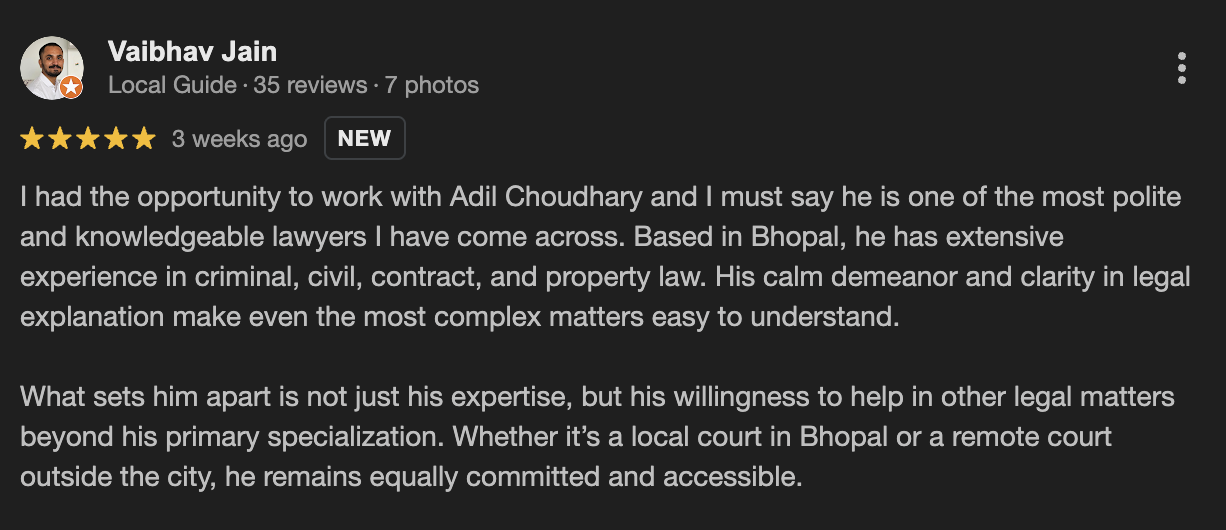 Vaibhav Jain
Local Guide · 35 reviews · 7 photos
3 weeks ago NEW
I had the opportunity to work with Adil Choudhary and I must say he is one of the most polite
and knowledgeable lawyers I have come across. Based in Bhopal, he has extensive
experience in criminal, civil, contract, and property law. His calm demeanor and clarity in legal
explanation make even the most complex matters easy to understand.
What sets him apart is not just his expertise, but his willingness to help in other legal matters
beyond his primary specialization. Whether it’s a local court in Bhopal or a remote court
outside the city, he remains equally committed and accessible.